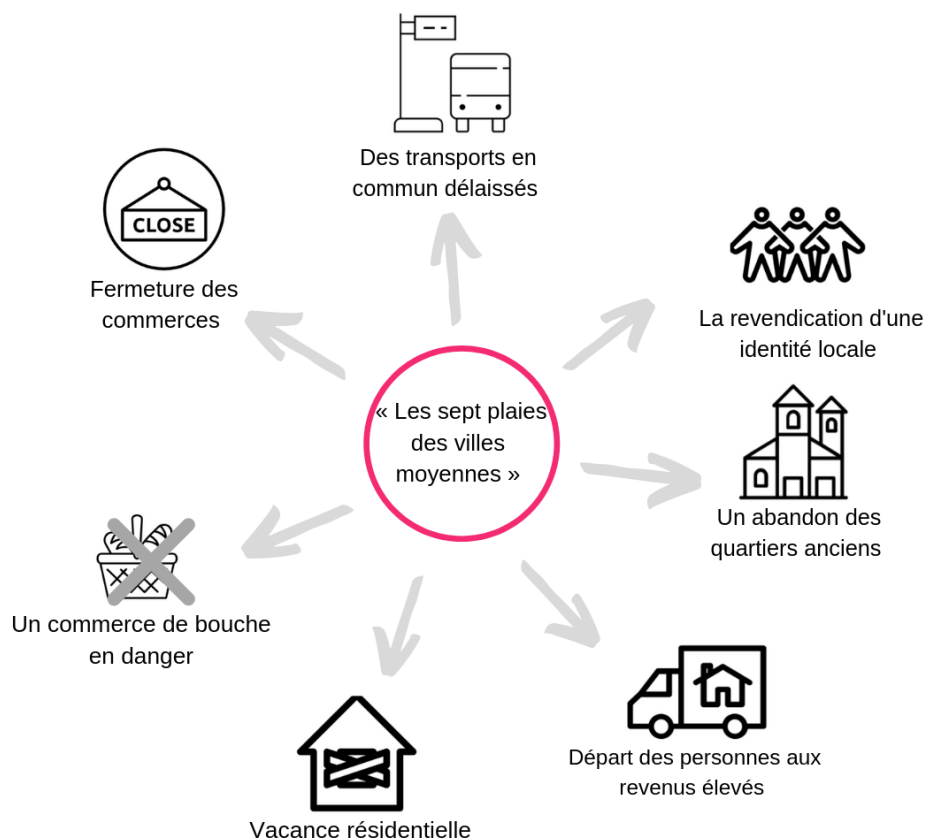 Des transports en
commun délaissés
CLOSE
Fermeture des
commerces
La revendication d'une
identité locale
« Les sept plaies
des villes
moyennes »
Un abandon des
quartiers anciens
Un commerce de bouche
en danger
Départ des personnes aux
revenus élevés
Vacance résidentielle